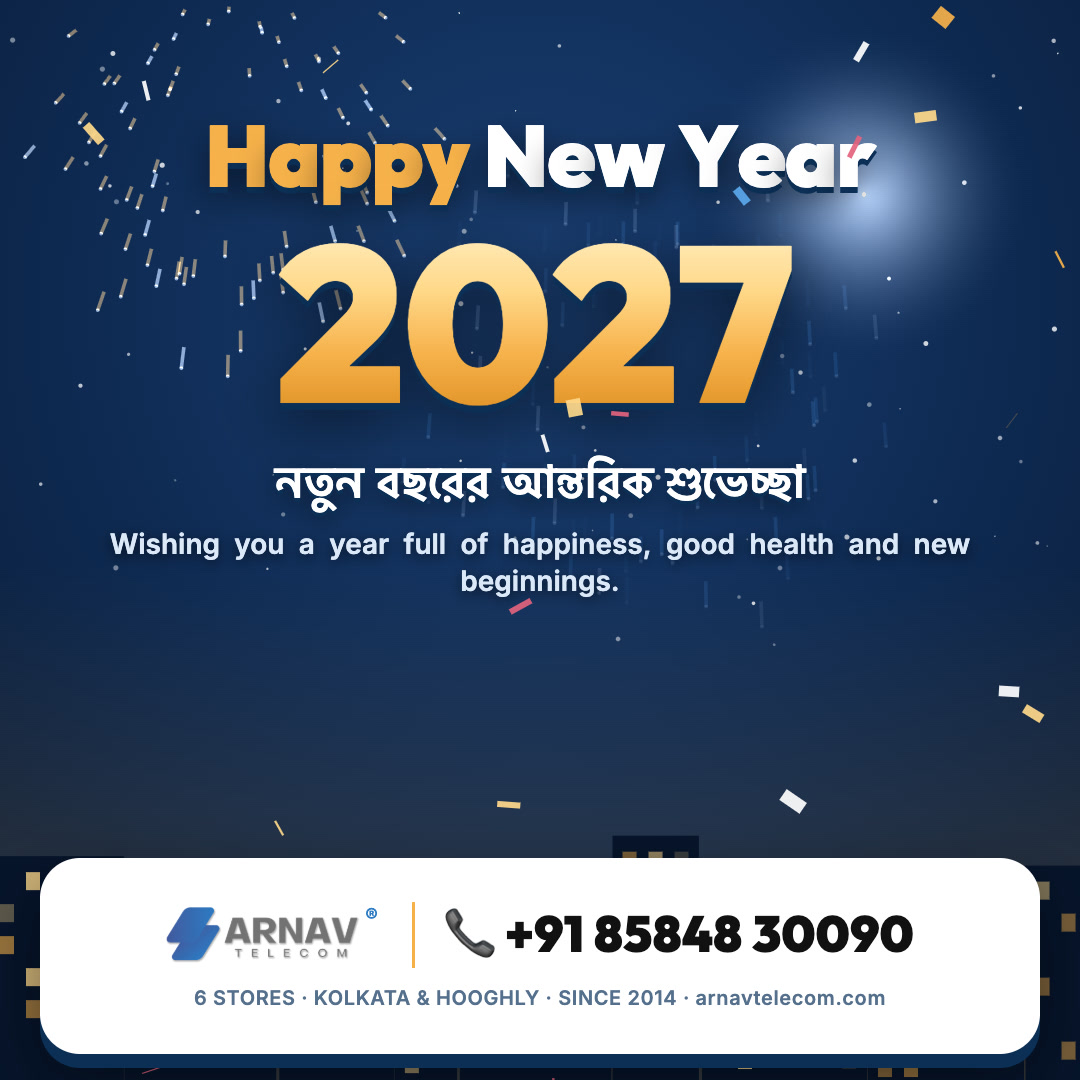 Happy New Year
2027
নতুন বছরের আন্তরিক শুভেচ্ছা
Wishing you a year full of happiness, good health and new
beginnings.
ARNAV ®
TELECOM
+91 85848 30090
6 STORES · KOLKATA & HOOGHLY · SINCE 2014 · arnavtelecom.com